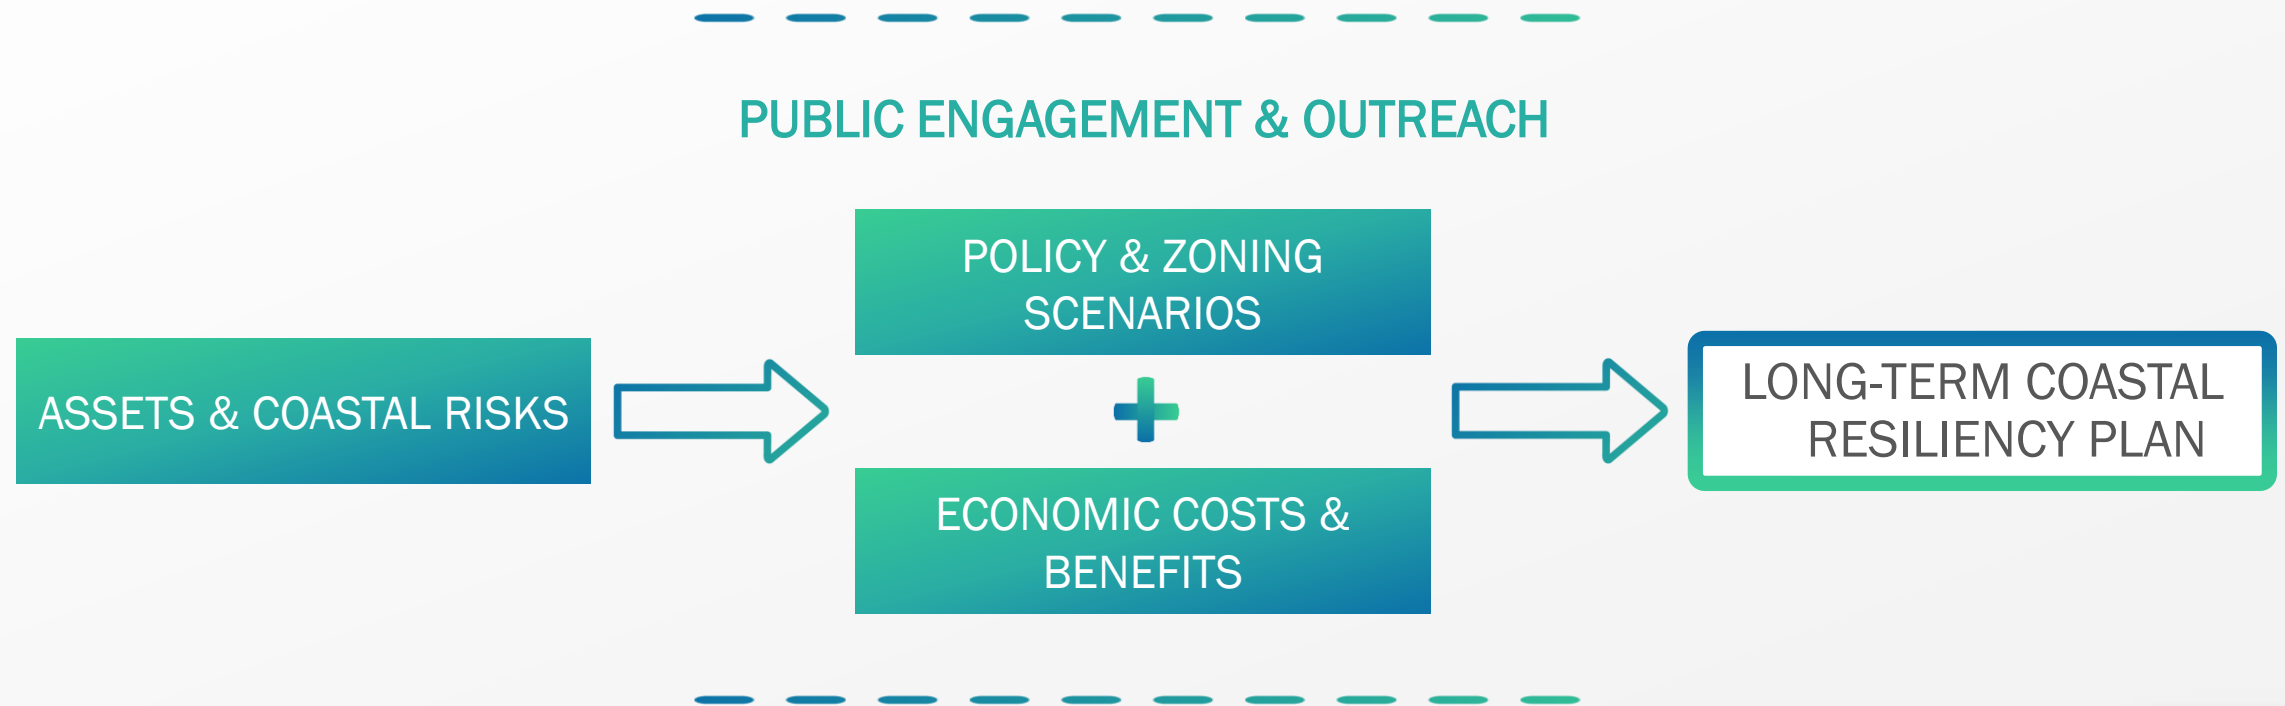 PUBLIC ENGAGEMENT & OUTREACH
ASSETS & COASTAL RISKS
POLICY & ZONING
SCENARIOS
ECONOMIC COSTS &
BENEFITS
LONG-TERM COASTAL
RESILIENCY PLAN